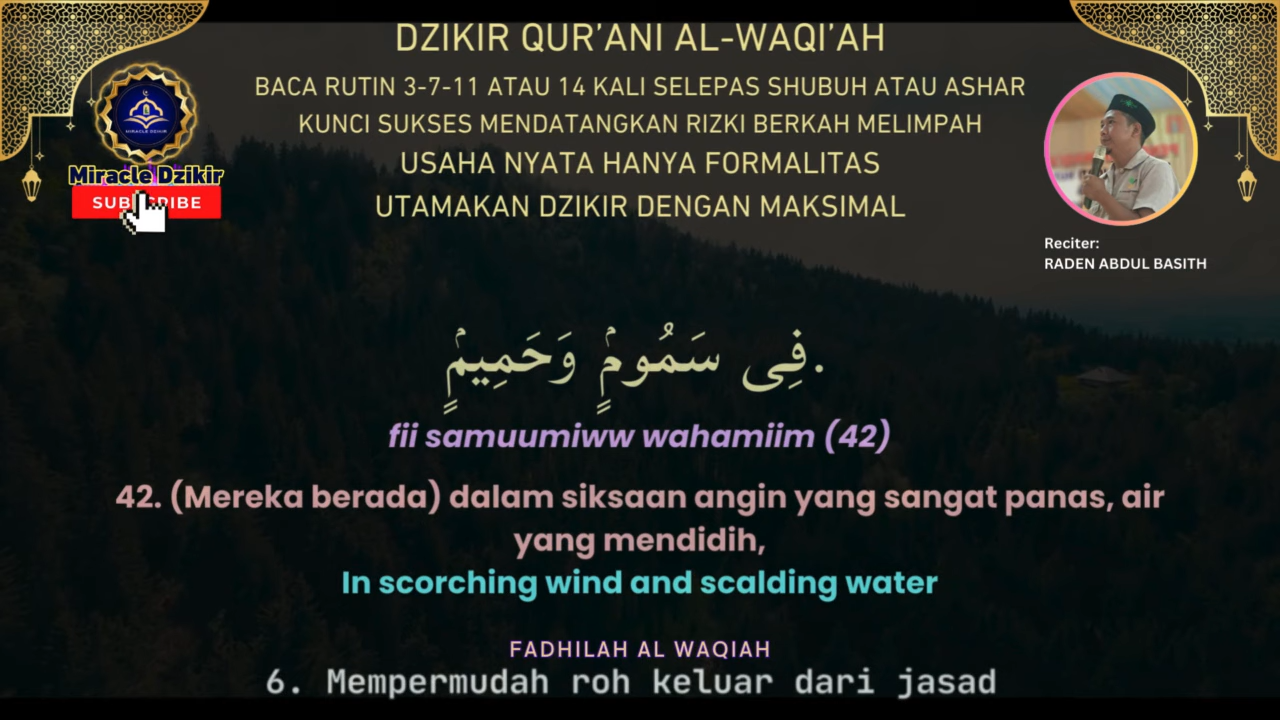 DZIKIR QUR'ANI AL-WAQI'AH
BACA RUTIN 3-7-11 ATAU 14 KALI SELEPAS SHUBUH ATAU ASHAR
KUNCI SUKSES MENDATANGKAN RIZKI BERKAH MELIMPAH
USAHA NYATA HANYA FORMALITAS
UTAMAKAN DZIKIR DENGAN MAKSIMAL
MIRACLE DZIKIR
Miracle Dzikir
SUBSCRIBE
Reciter:
RADEN ABDUL BASITH
.فِى سَمُومٍۢ وَحَمِيمٍۢ
fii samuumiww wahamiim (42)
42. (Mereka berada) dalam siksaan angin yang sangat panas, air
yang mendidih,
In scorching wind and scalding water
FADHILAH AL WAQIAH
6. Mempermudah roh keluar dari jasad